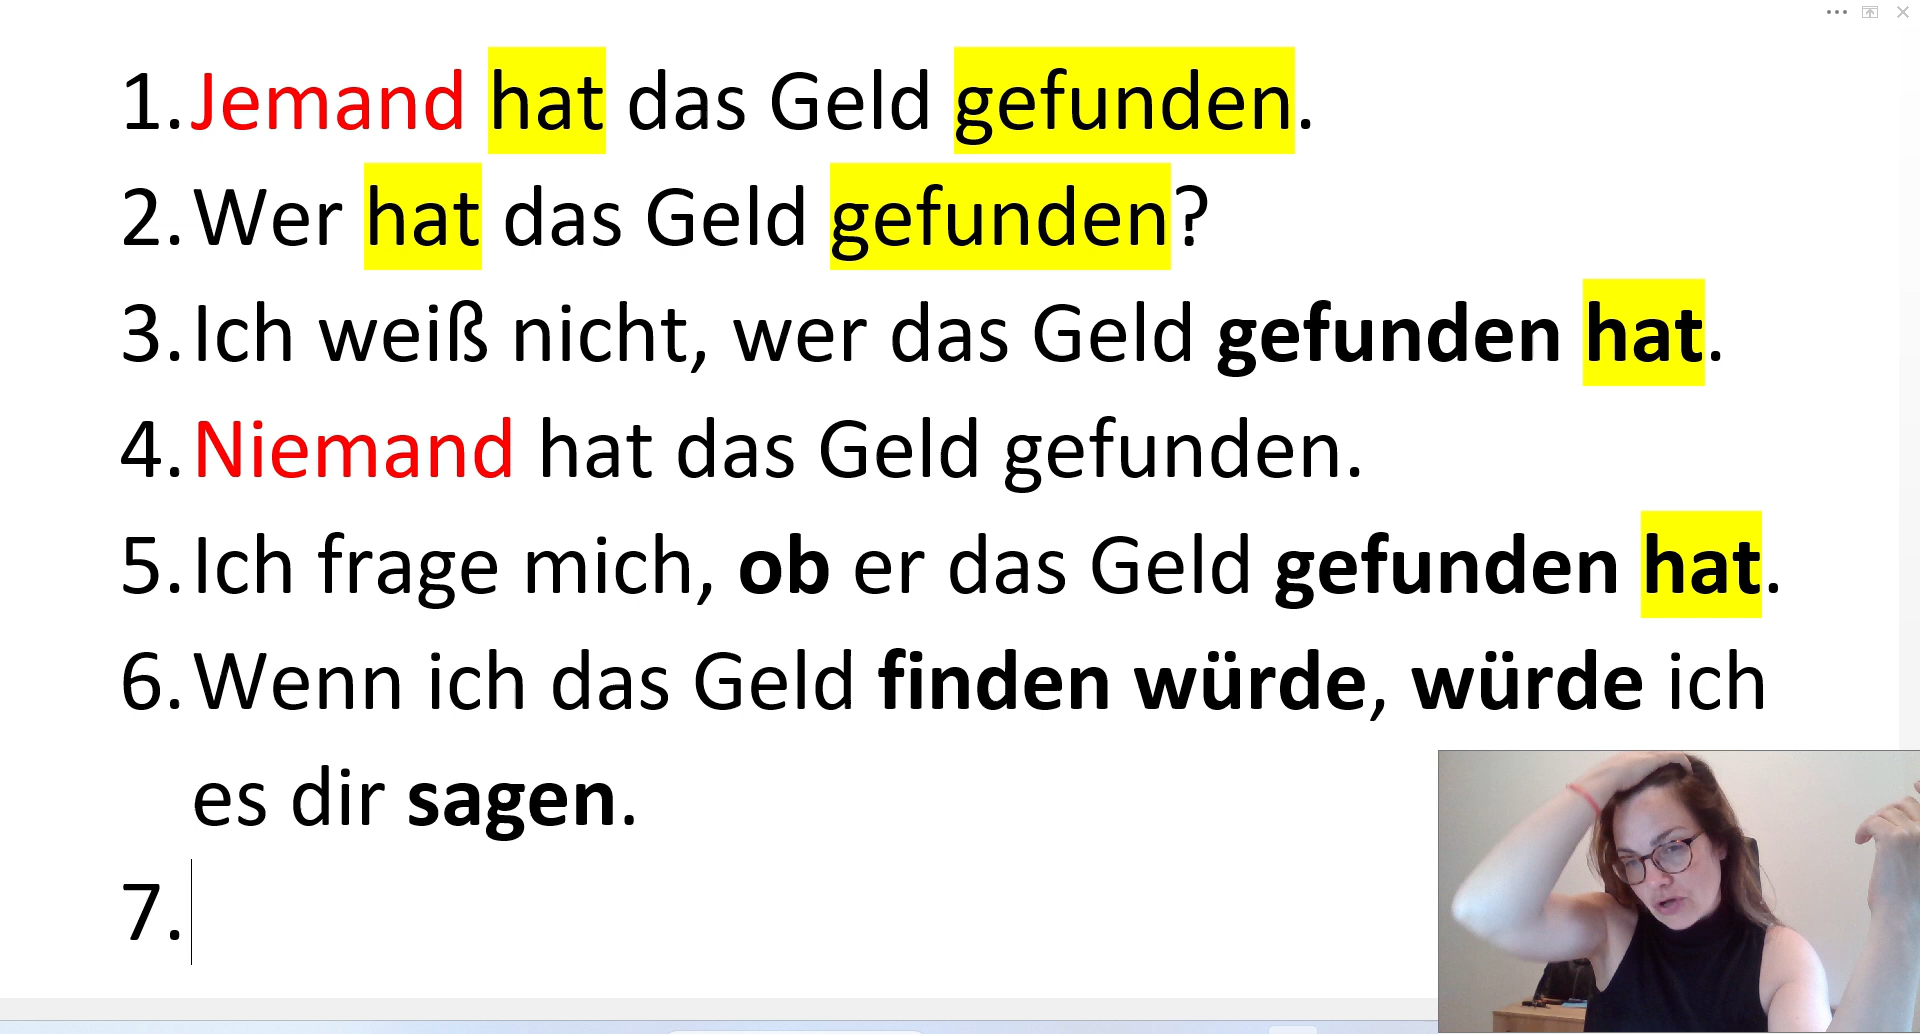 1. Jemand hat das Geld gefunden.
2. Wer hat das Geld gefunden?
3. Ich weiß nicht, wer das Geld gefunden hat.
4. Niemand hat das Geld gefunden.
5. Ich frage mich, ob er das Geld gefunden hat.
6. Wenn ich das Geld finden würde, würde ich
es dir sagen.
7.